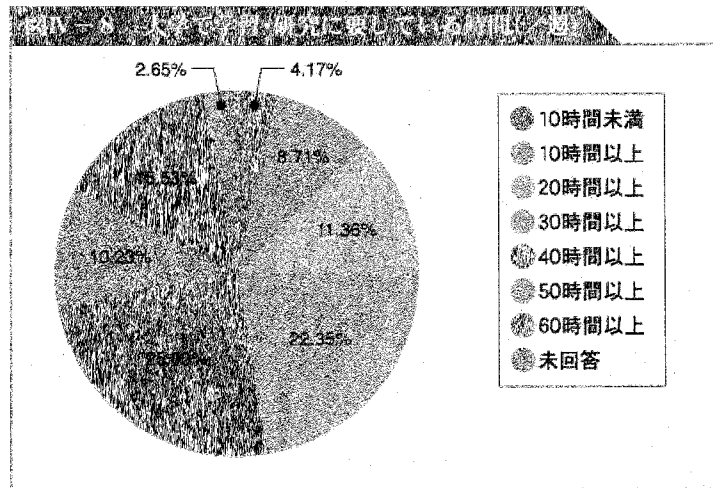 図Ⅳ－8 大学で学習・研究に要している時間／週
2.65% 4.17%
8.71%
15.53%
11.36%
10.23%
22.35%
25.00%
10時間未満
10時間以上
20時間以上
30時間以上
40時間以上
50時間以上
60時間以上
未回答